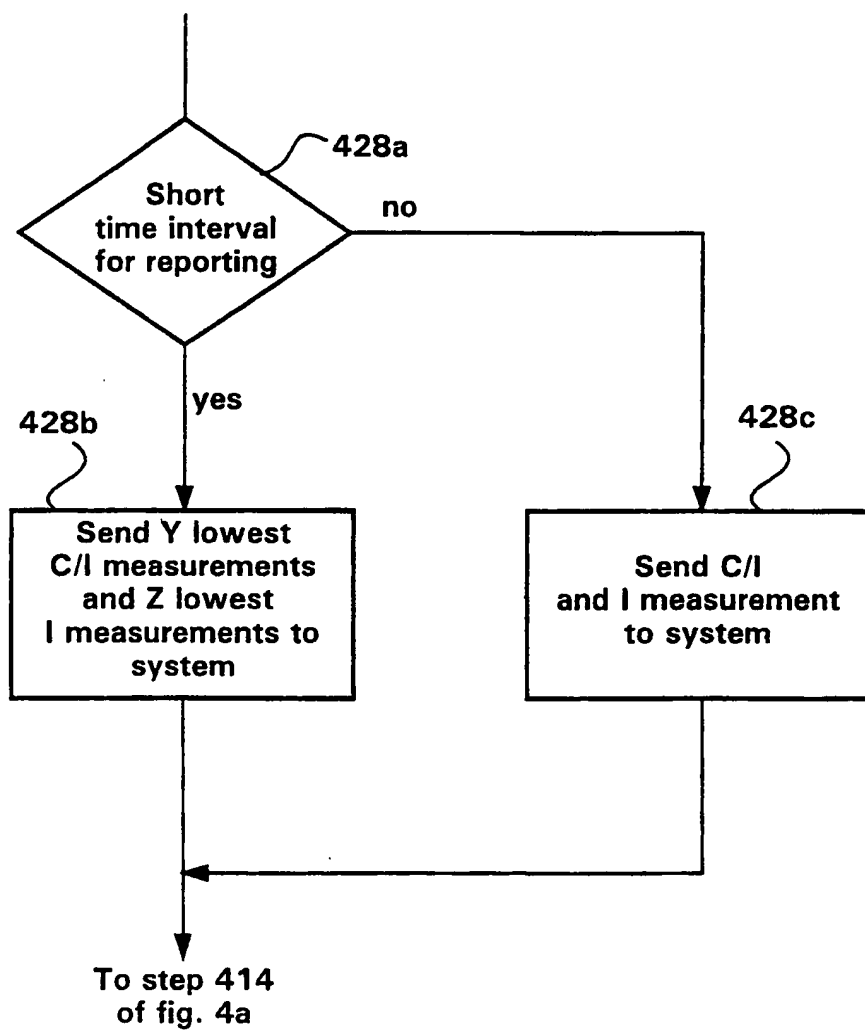 428a
Short
time interval
for reporting
no
yes
428b
428c
Send Y lowest
C/I measurements
and Z lowest
I measurements to
system
Send C/I
and I measurement
to system
To step 414
of fig. 4a